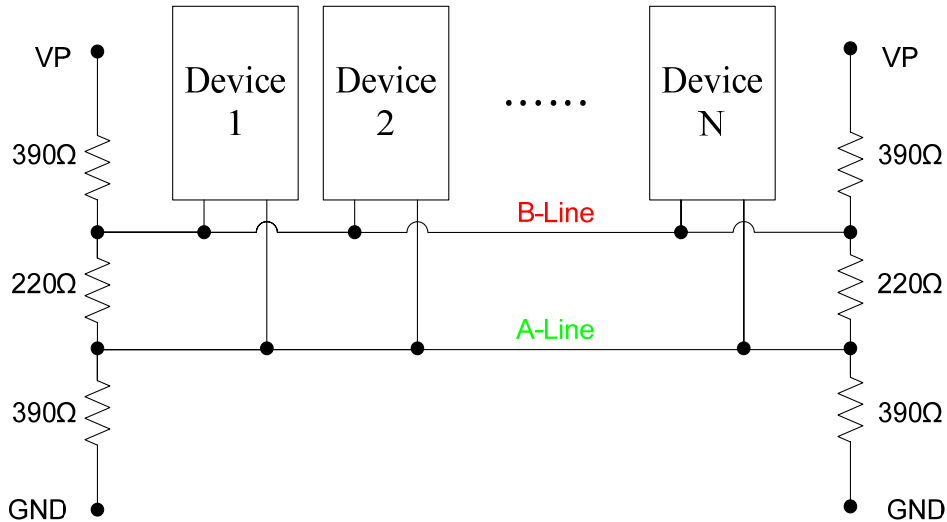 VP
Device
1
Device
2
......
Device
N
VP
390Ω
390Ω
B-Line
220Ω
220Ω
A-Line
390Ω
390Ω
GND
GND